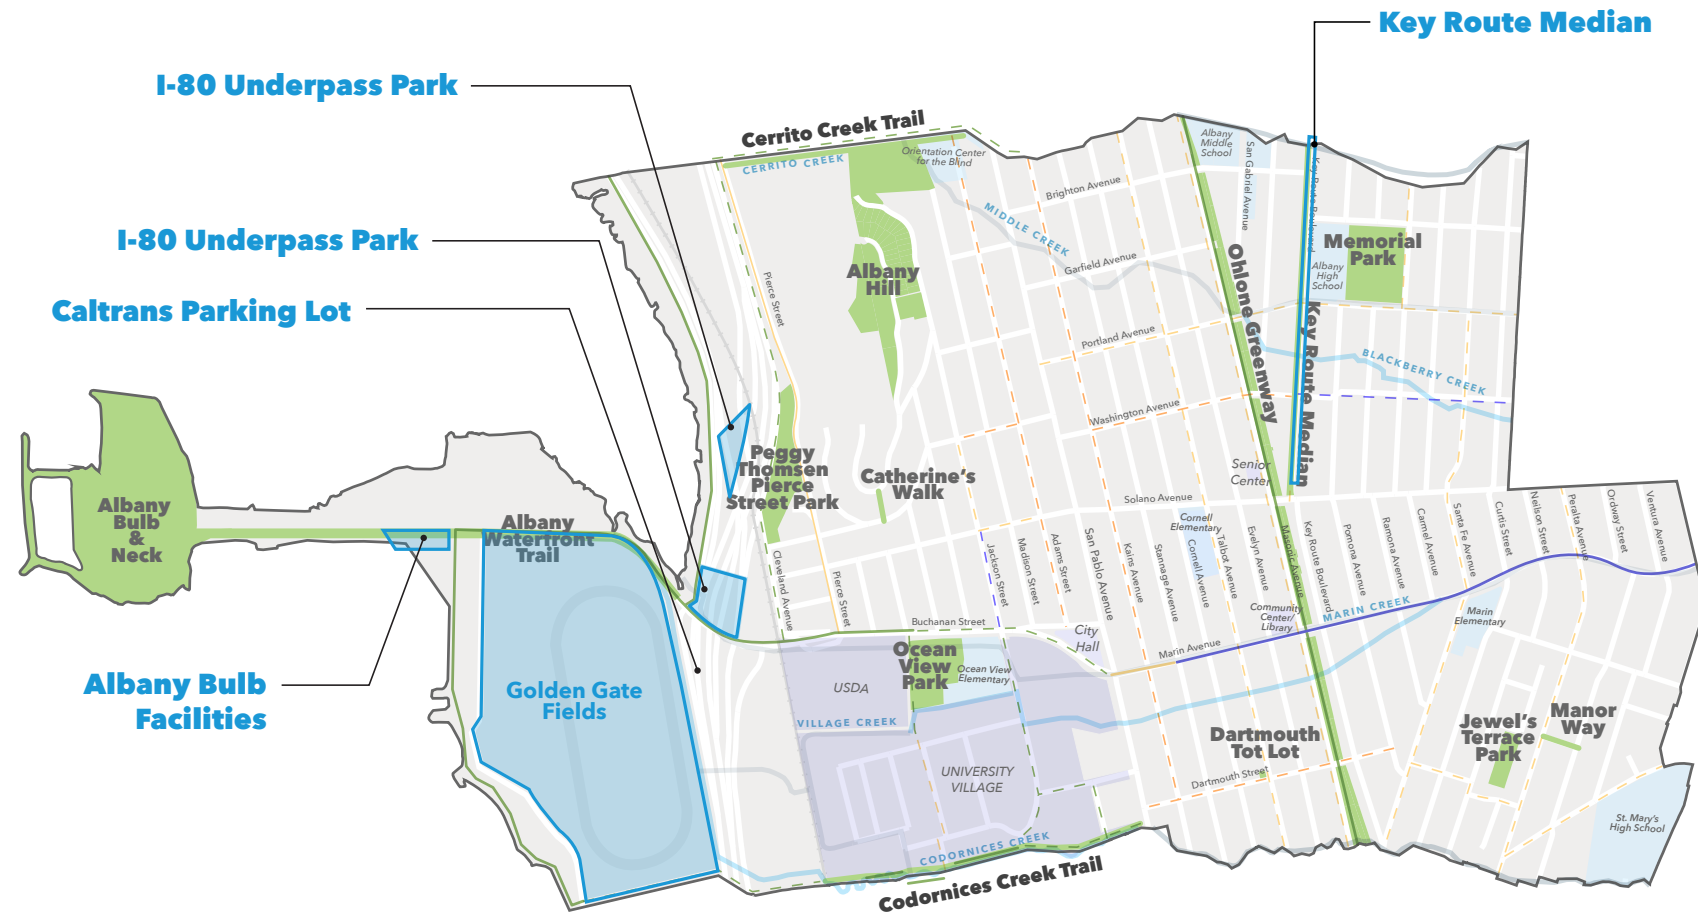 Key Route Median
I-80 Underpass Park
I-80 Underpass Park
Caltrans Parking Lot
Albany Bulb
Facilities
Golden Gate
Fields
Cerrito Creek Trail
CERRITO CREEK
Orientation Center
for the Blind
MIDDLE CREEK
Albany
Hill
Pierce Street
Brighton Avenue
Garfield Avenue
Portland Avenue
Washington Avenue
Albany
Middle
School
San Gabriel Avenue
Key Route Boulevard
Ohlone Greenway
Key Route Median
Memorial
Park
Albany
High
School
BLACKBERRY CREEK
Peggy
Thomsen
Pierce
Street Park
Catherine's
Walk
Senior
Center
Solano Avenue
Cornell
Elementary
Albany
Bulb
&
Neck
Albany
Waterfront
Trail
Cleveland Avenue
Pierce Street
Jackson Street
Madison Street
Adams Street
San Pablo Avenue
Kains Avenue
Stannage Avenue
Cornell Avenue
Talbot Avenue
Evelyn Avenue
Masonic Avenue
Key Route Boulevard
Pomona Avenue
Ramona Avenue
Carmel Avenue
Santa Fe Avenue
Curtis Street
Neilson Street
Peralta Avenue
Ordway Street
Ventura Avenue
Buchanan Street
City
Hall
Community
Center/
Library
MARIN CREEK
Marin
Elementary
Marin Avenue
Ocean
View
Park
Ocean View
Elementary
USDA
VILLAGE CREEK
UNIVERSITY
VILLAGE
Dartmouth
Tot Lot
Dartmouth Street
Jewel's
Terrace
Park
Manor
Way
St. Mary's
High School
CODORNICES CREEK
Codornices Creek Trail